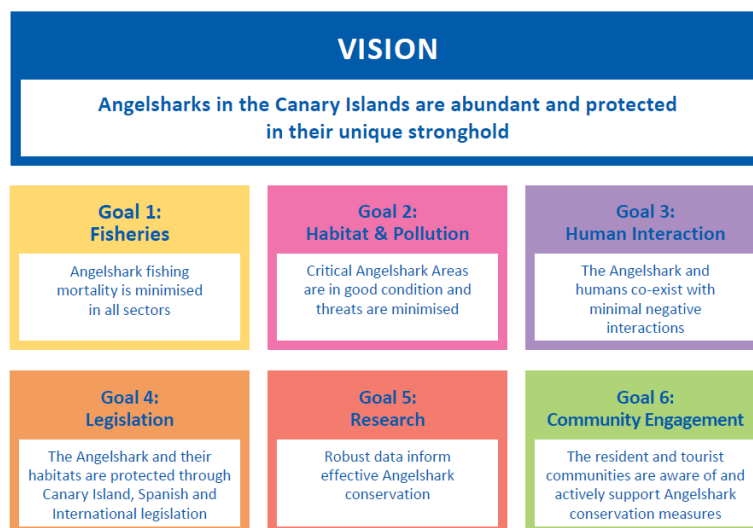 VISION
Angelsharks in the Canary Islands are abundant and protected
in their unique stronghold
Goal 1:
Fisheries
Angelshark fishing
mortality is minimised
in all sectors
Goal 2:
Habitat & Pollution
Critical Angelshark Areas
are in good condition and
threats are minimised
Goal 3:
Human Interaction
The Angelshark and
humans co-exist with
minimal negative
interactions
Goal 4:
Legislation
The Angelshark and their
habitats are protected through
Canary Island, Spanish and
International legislation
Goal 5:
Research
Robust data inform
effective Angelshark
conservation
Goal 6:
Community Engagement
The resident and tourist
communities are aware of and
actively support Angelshark
conservation measures